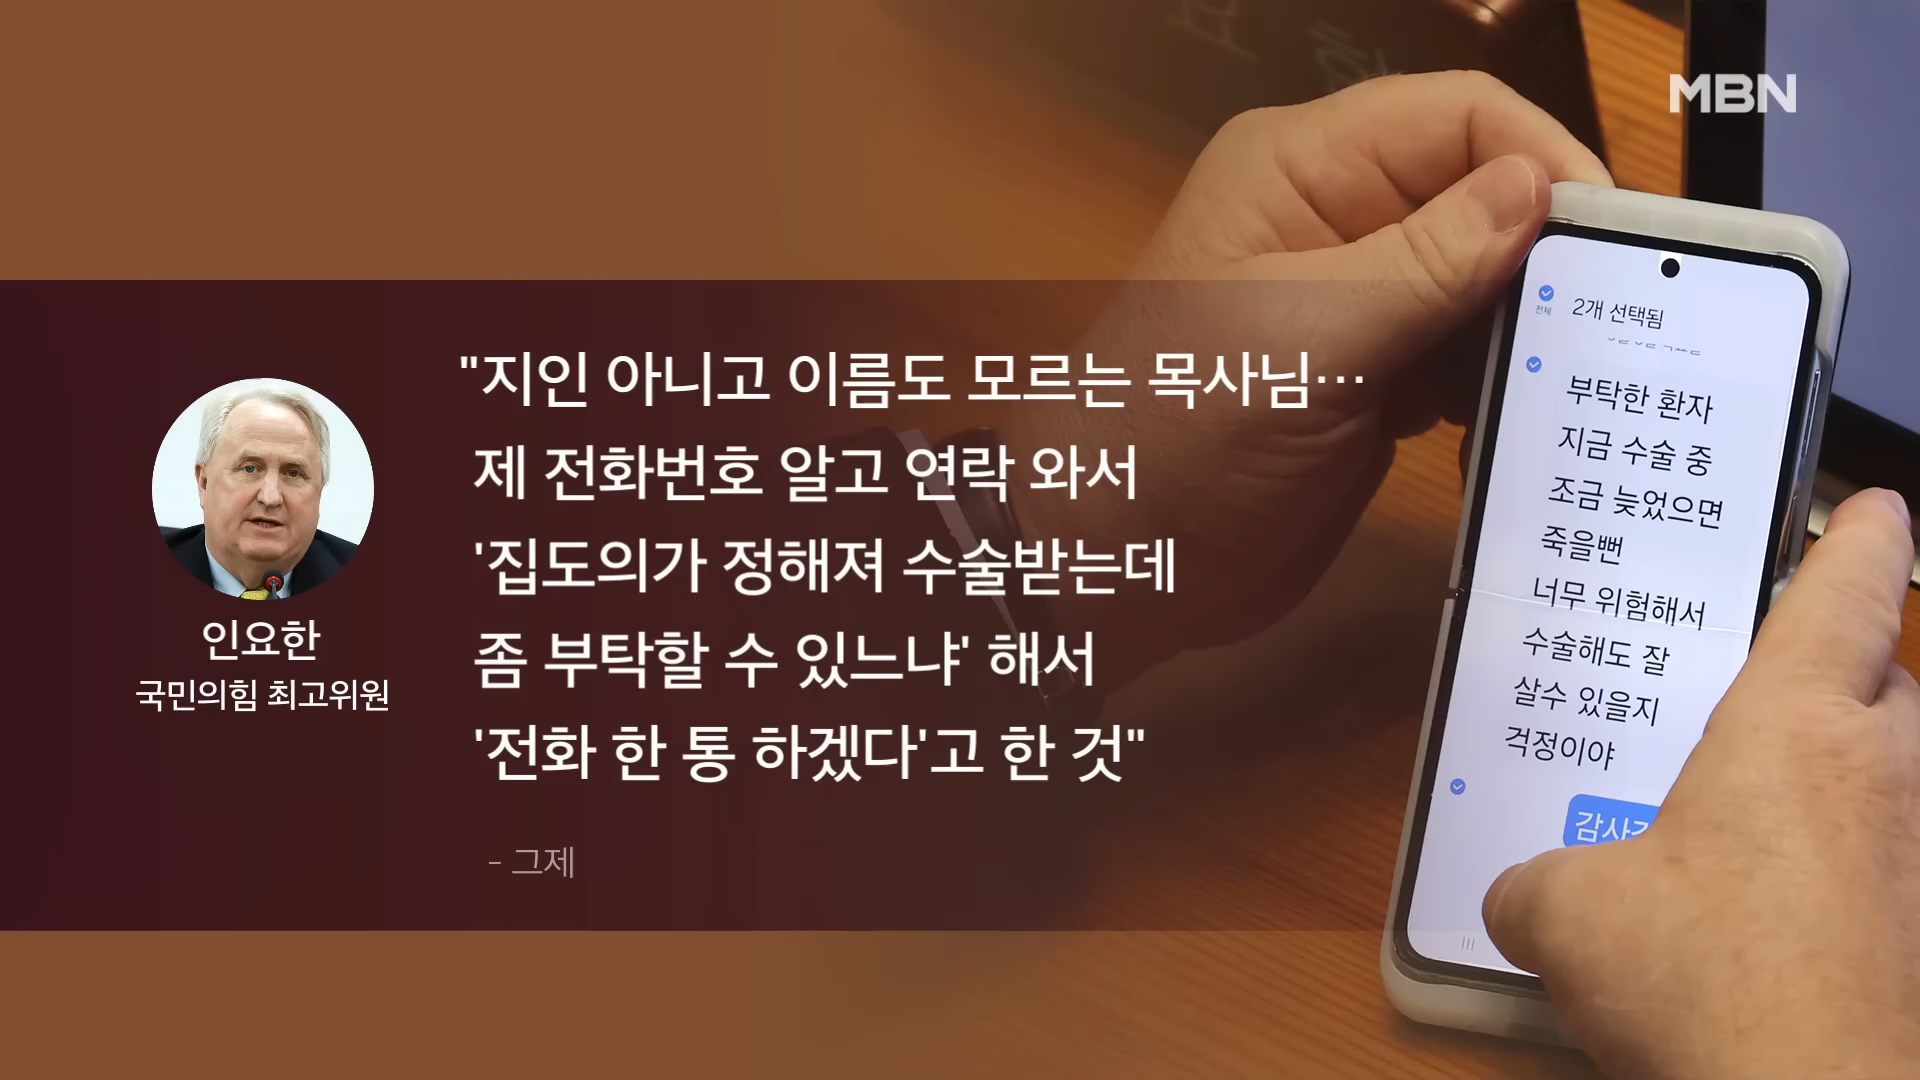 MBN
"지인 아니고 이름도 모르는 목사님…
제 전화번호 알고 연락 와서
'집도의가 정해져 수술받는데
좀 부탁할 수 있느냐' 해서
'전화 한 통 하겠다'고 한 것"
- 그제
인요한
국민의힘 최고위원
전체
2개 선택됨
부탁한 환자
지금 수술 중
조금 늦었으면
죽을뻔
너무 위험해서
수술해도 잘
살수 있을지
걱정이야